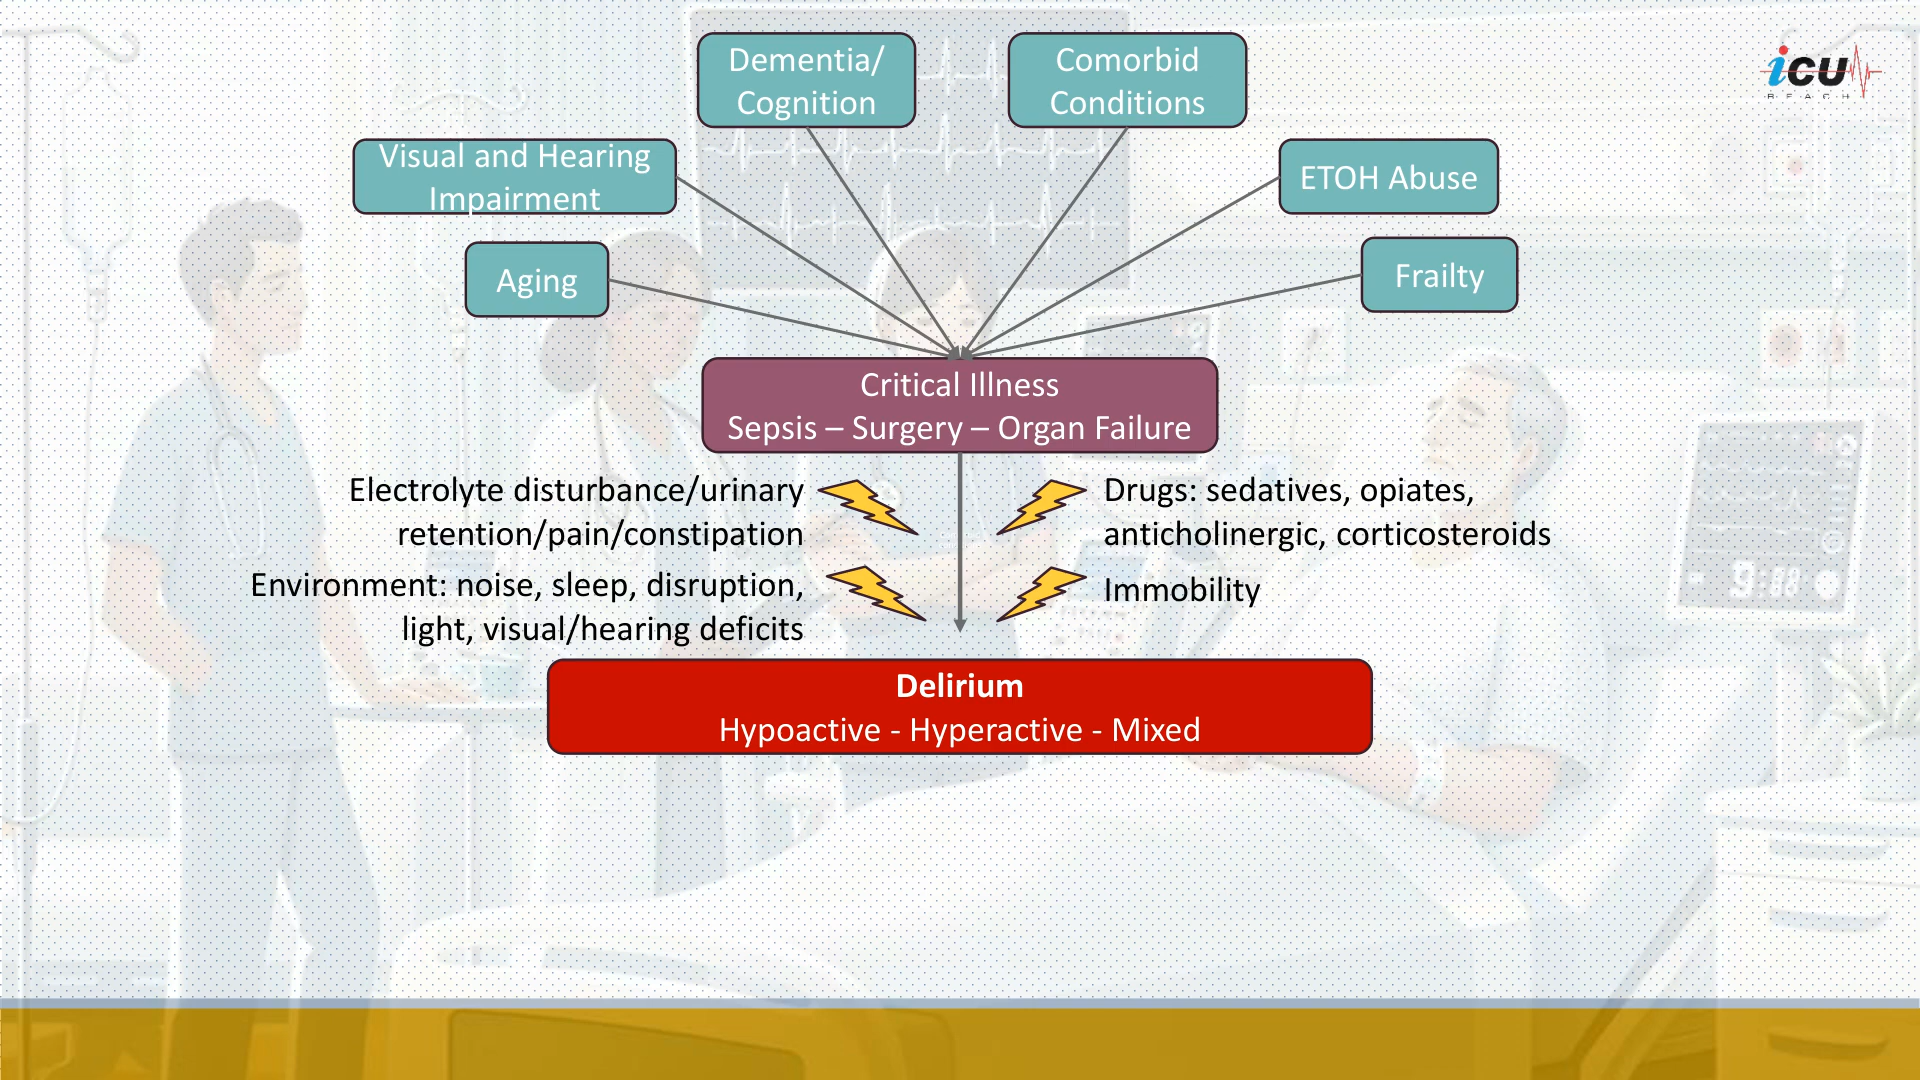 Dementia/
Cognition
Comorbid
Conditions
icu
REACH
Visual and Hearing
Impairment
ETOH Abuse
Aging
Frailty
Critical Illness
Sepsis – Surgery – Organ Failure
Electrolyte disturbance/urinary
retention/pain/constipation
Drugs: sedatives, opiates,
anticholinergic, corticosteroids
Environment: noise, sleep, disruption,
light, visual/hearing deficits
Immobility
9:58
Delirium
Hypoactive - Hyperactive - Mixed